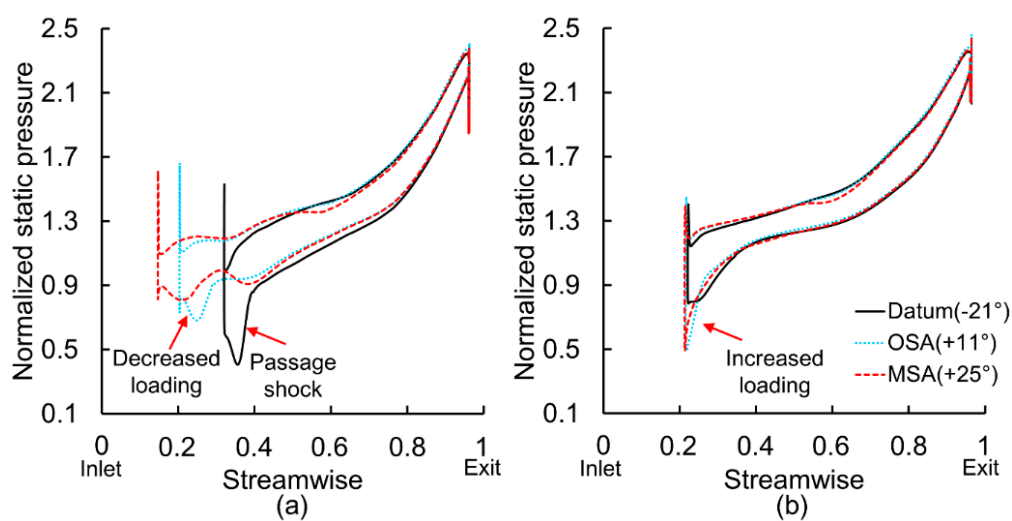 2.5
2.1
1.7
1.3
0.9
0.5
0.1
Normalized static pressure
Decreased
loading
Passage
shock
0 0.2 0.4 0.6 0.8 1
Inlet Exit
Streamwise
(a)
2.5
2.1
1.7
1.3
0.9
0.5
0.1
Normalized static pressure
Increased
loading
Datum(-21°)
OSA(+11°)
MSA(+25°)
0 0.2 0.4 0.6 0.8 1
Inlet Exit
Streamwise
(b)